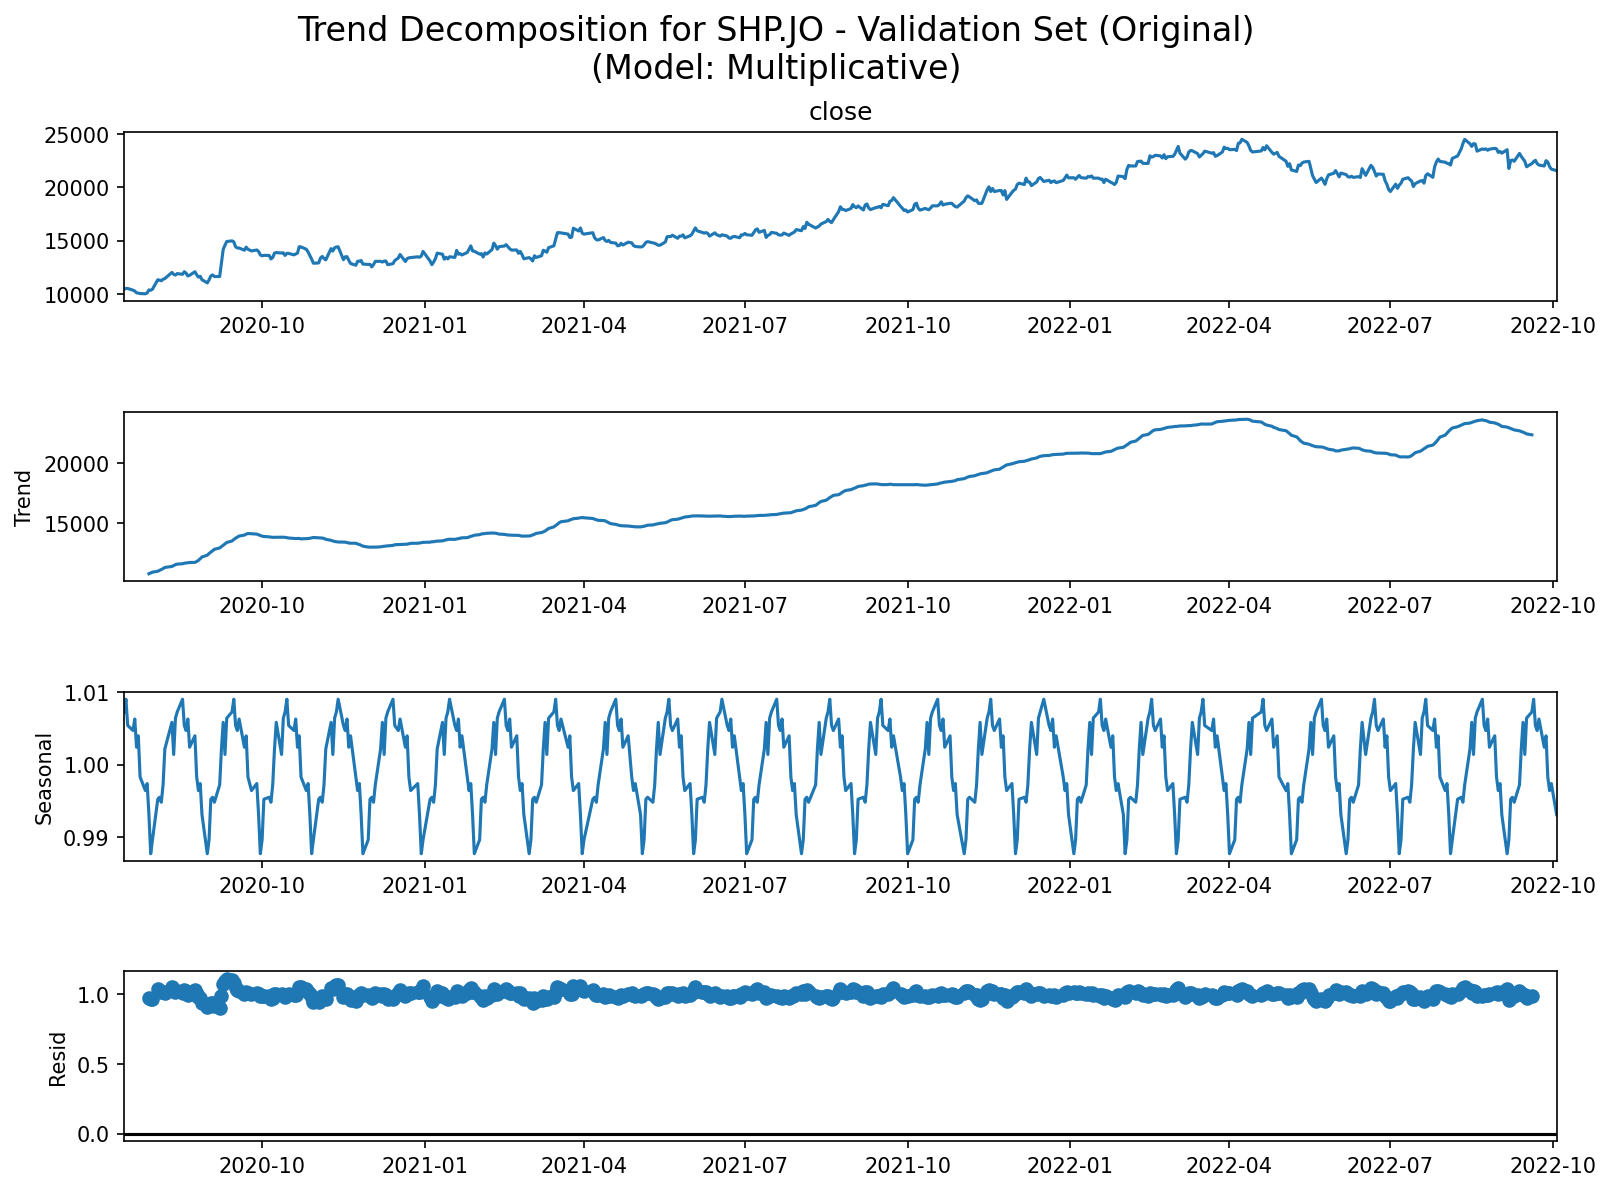 Trend Decomposition for SHP.JO - Validation Set (Original)
(Model: Multiplicative)
close
25000
20000
15000
10000
2020-10 2021-01 2021-04 2021-07 2021-10 2022-01 2022-04 2022-07 2022-10
Trend
20000
15000
2020-10 2021-01 2021-04 2021-07 2021-10 2022-01 2022-04 2022-07 2022-10
Seasonal
1.01
1.00
0.99
2020-10 2021-01 2021-04 2021-07 2021-10 2022-01 2022-04 2022-07 2022-10
Resid
1.0
0.5
0.0
2020-10 2021-01 2021-04 2021-07 2021-10 2022-01 2022-04 2022-07 2022-10